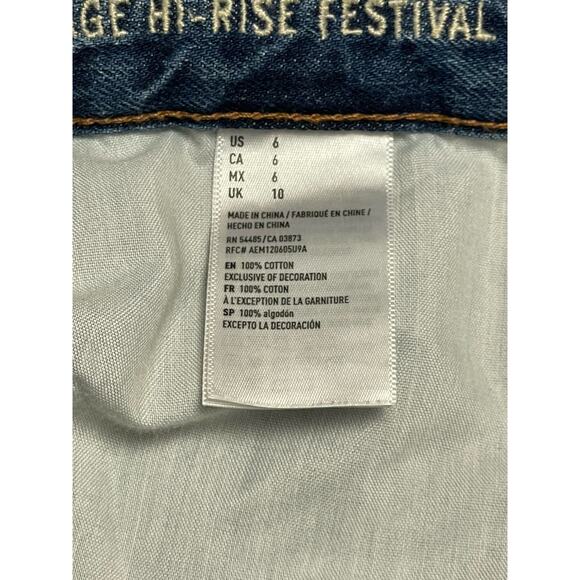 AGE HI-RISE FESTIVAL
US 6
CA 6
MX 6
UK 10
MADE IN CHINA / FABRIQUÉ EN CHINE /
HECHO EN CHINA
RN 54485/CA 03873
RFC# AEM120605U9A
EN 100% COTTON
EXCLUSIVE OF DECORATION
FR 100% COTON
À L'EXCEPTION DE LA GARNITURE
SP 100% algodón
EXCEPTO LA DECORACIÓN